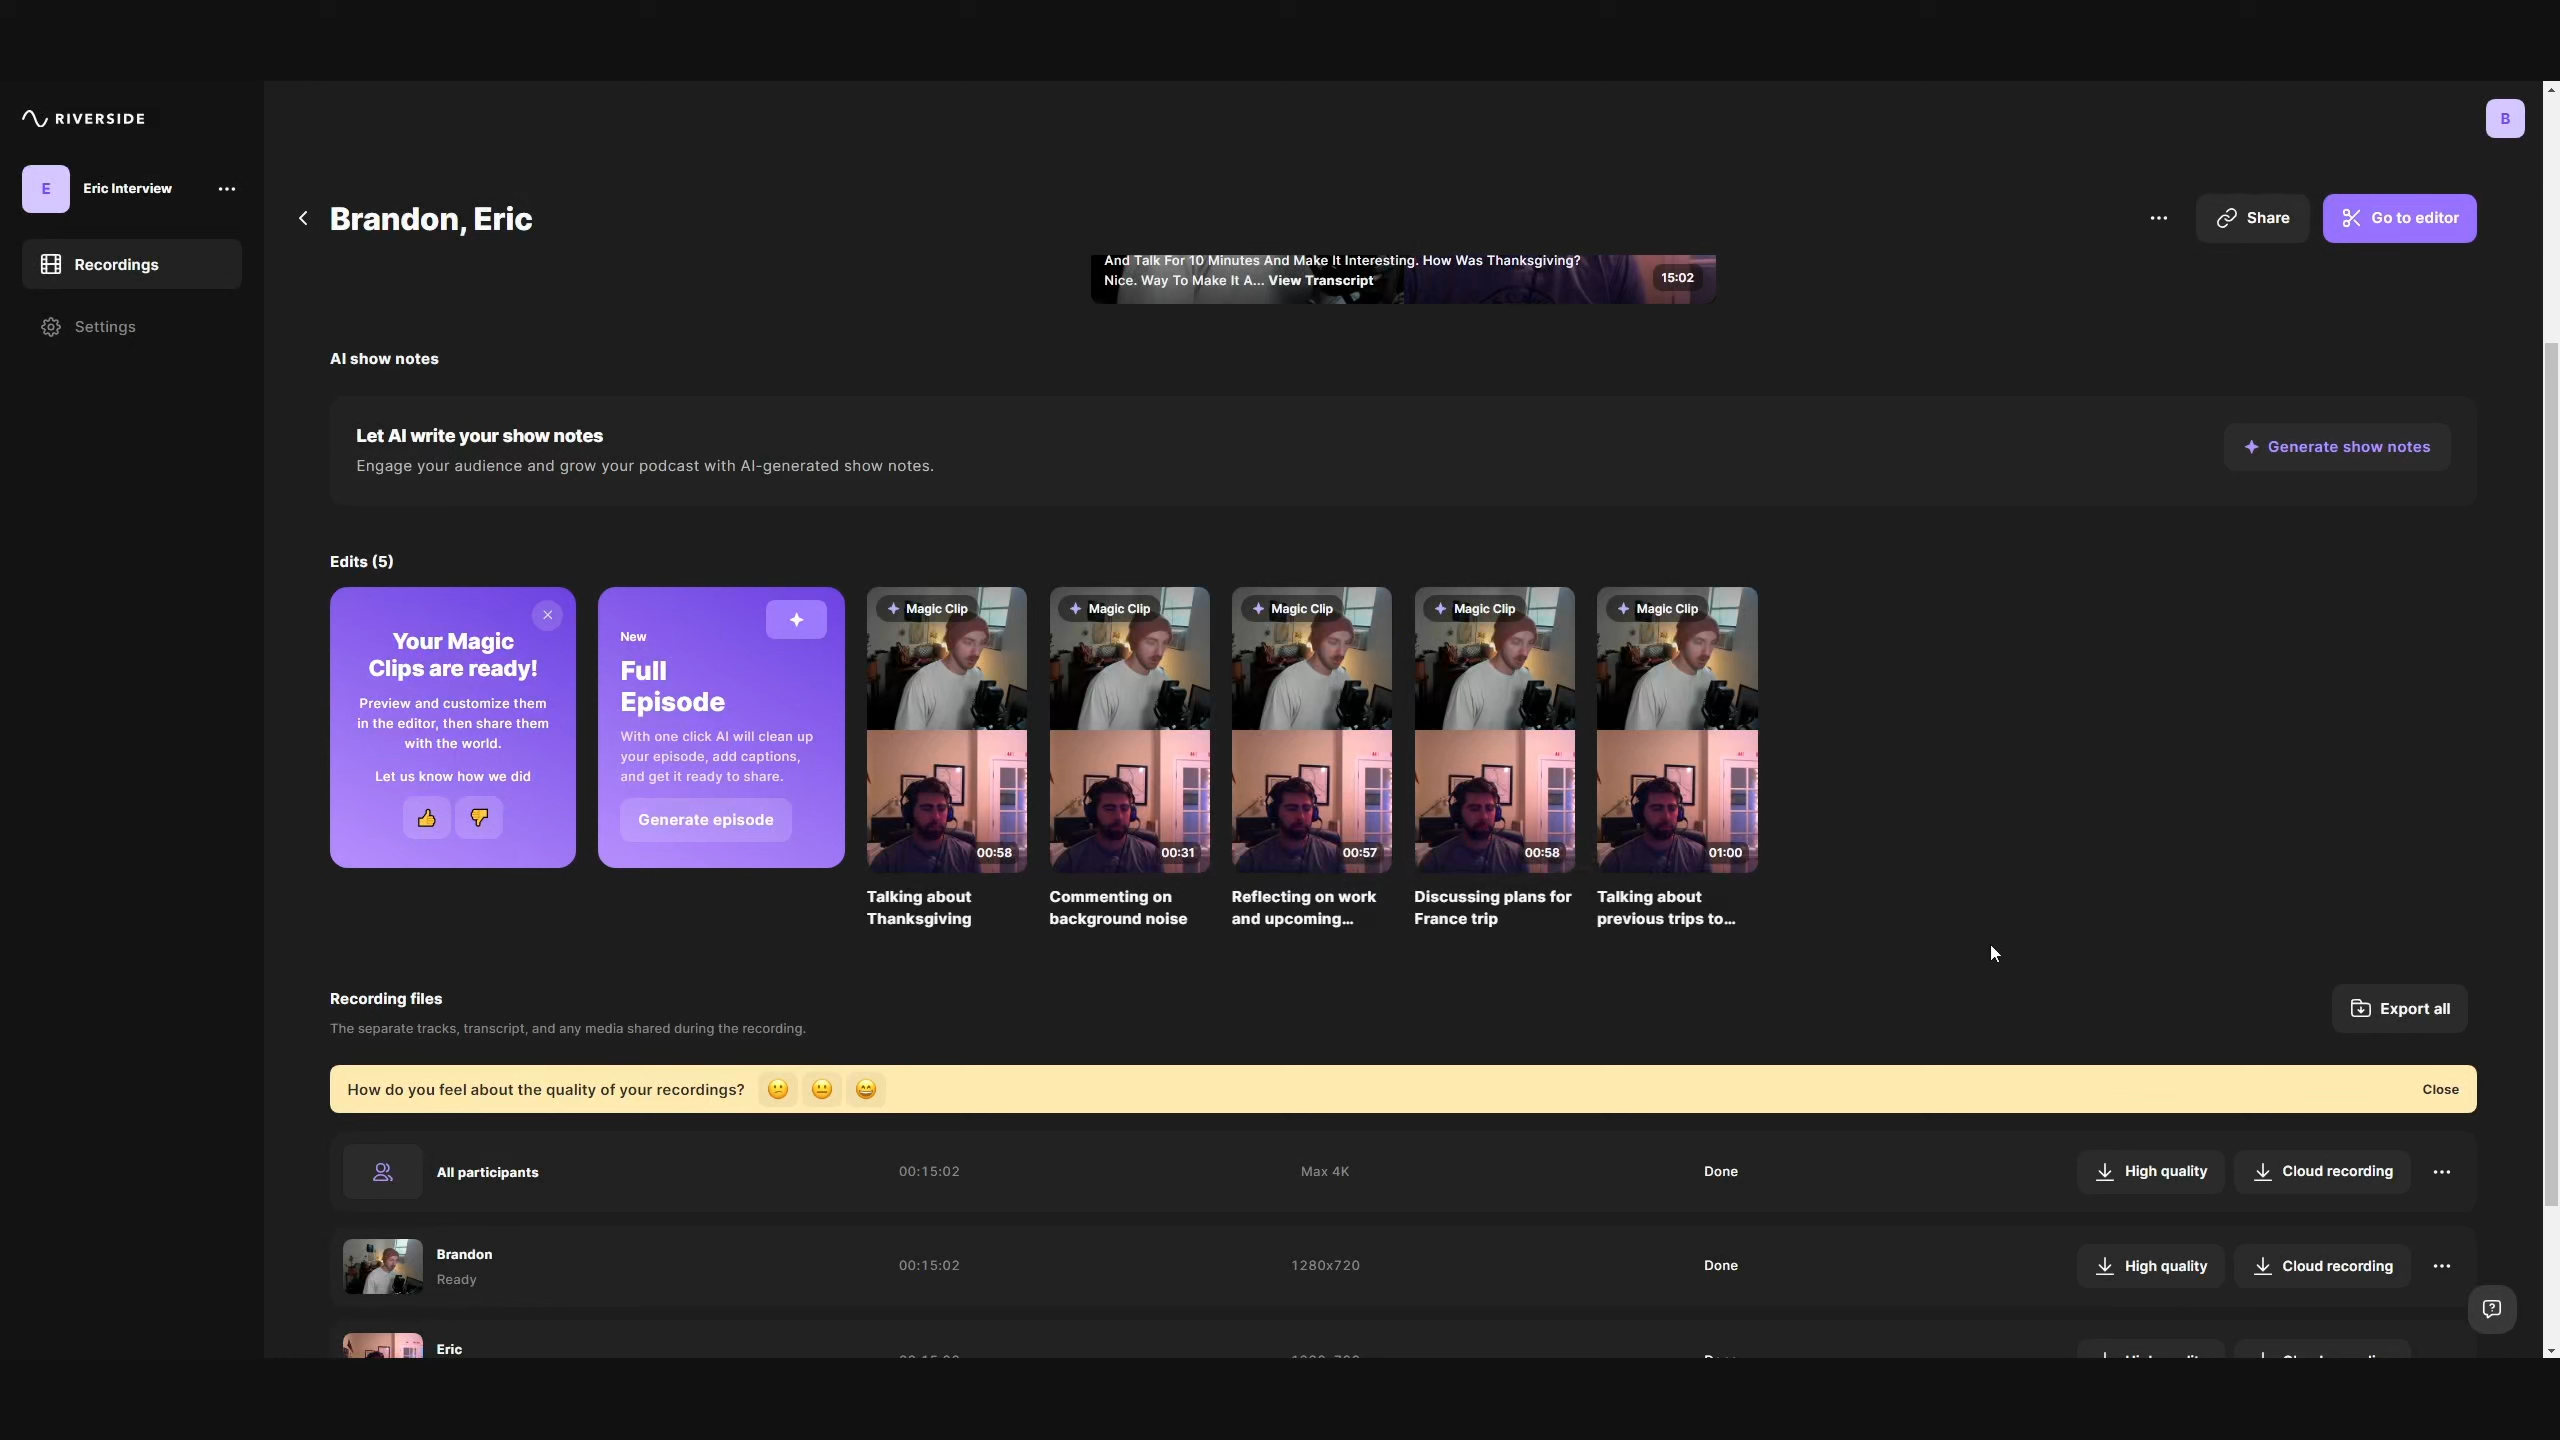 RIVERSIDE
B
E
Eric Interview
Recordings
Settings
Brandon, Eric
Share
Go to editor
And Talk For 10 Minutes And Make It Interesting. How Was Thanksgiving?
Nice. Way To Make It A... View Transcript
15:02
AI show notes
Let AI write your show notes
Engage your audience and grow your podcast with AI-generated show notes.
Generate show notes
Edits (5)
Your Magic
Clips are ready!
Preview and customize them
in the editor, then share them
with the world.
Let us know how we did
New
Full
Episode
With one click AI will clean up
your episode, add captions,
and get it ready to share.
Generate episode
Magic Clip
00:58
Talking about
Thanksgiving
Magic Clip
00:31
Commenting on
background noise
Magic Clip
00:57
Reflecting on work
and upcoming...
Magic Clip
00:58
Discussing plans for
France trip
Magic Clip
01:00
Talking about
previous trips to...
Recording files
The separate tracks, transcript, and any media shared during the recording.
Export all
How do you feel about the quality of your recordings?
Close
All participants
00:15:02
Max 4K
Done
High quality
Cloud recording
Brandon
Ready
00:15:02
1280x720
Done
High quality
Cloud recording
Eric